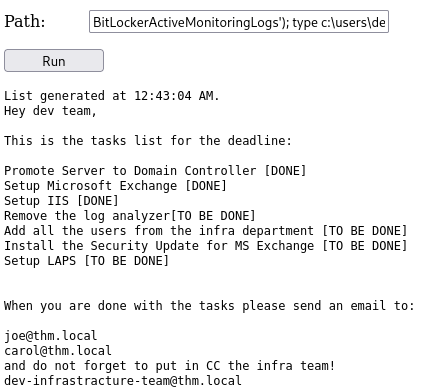 Path: BitLockerActiveMonitoringLogs'); type c:\users\de
Run
List generated at 12:43:04 AM.
Hey dev team,
This is the tasks list for the deadline:
Promote Server to Domain Controller [DONE]
Setup Microsoft Exchange [DONE]
Setup IIS [DONE]
Remove the log analyzer[TO BE DONE]
Add all the users from the infra department [TO BE DONE]
Install the Security Update for MS Exchange [TO BE DONE]
Setup LAPS [TO BE DONE]
When you are done with the tasks please send an email to:
joe@thm.local
carol@thm.local
and do not forget to put in CC the infra team!
dev-infrastracture-team@thm.local